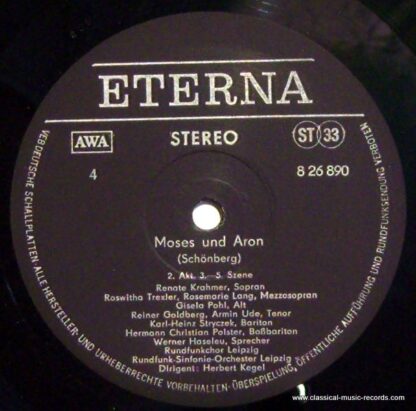 ETERNA
AWA
STEREO
ST 33
4
8 26 890
Moses und Aron
(Schönberg)
2. Akt. 3.–5. Szene
Renate Krahmer, Sopran
Roswitha Trexler, Rosemarie Lang, Mezzosopran
Gisela Pohl, Alt
Reiner Goldberg, Armin Ude, Tenor
Karl-Heinz Stryczek, Bariton
Hermann Christian Polster, Baßbariton
Werner Haseleu, Sprecher
Rundfunkchor Leipzig
Rundfunk-Sinfonie-Orchester Leipzig
Dirigent: Herbert Kegel
VEB DEUTSCHE SCHALLPLATTEN · ALLE HERSTELLER- UND URHEBERRECHTE VORBEHALTEN · ÜBERSPIELUNG, ÖFFENTLICHE AUFFÜHRUNG UND RUNDFUNKSENDUNG VERBOTEN
www.classical-music-records.com